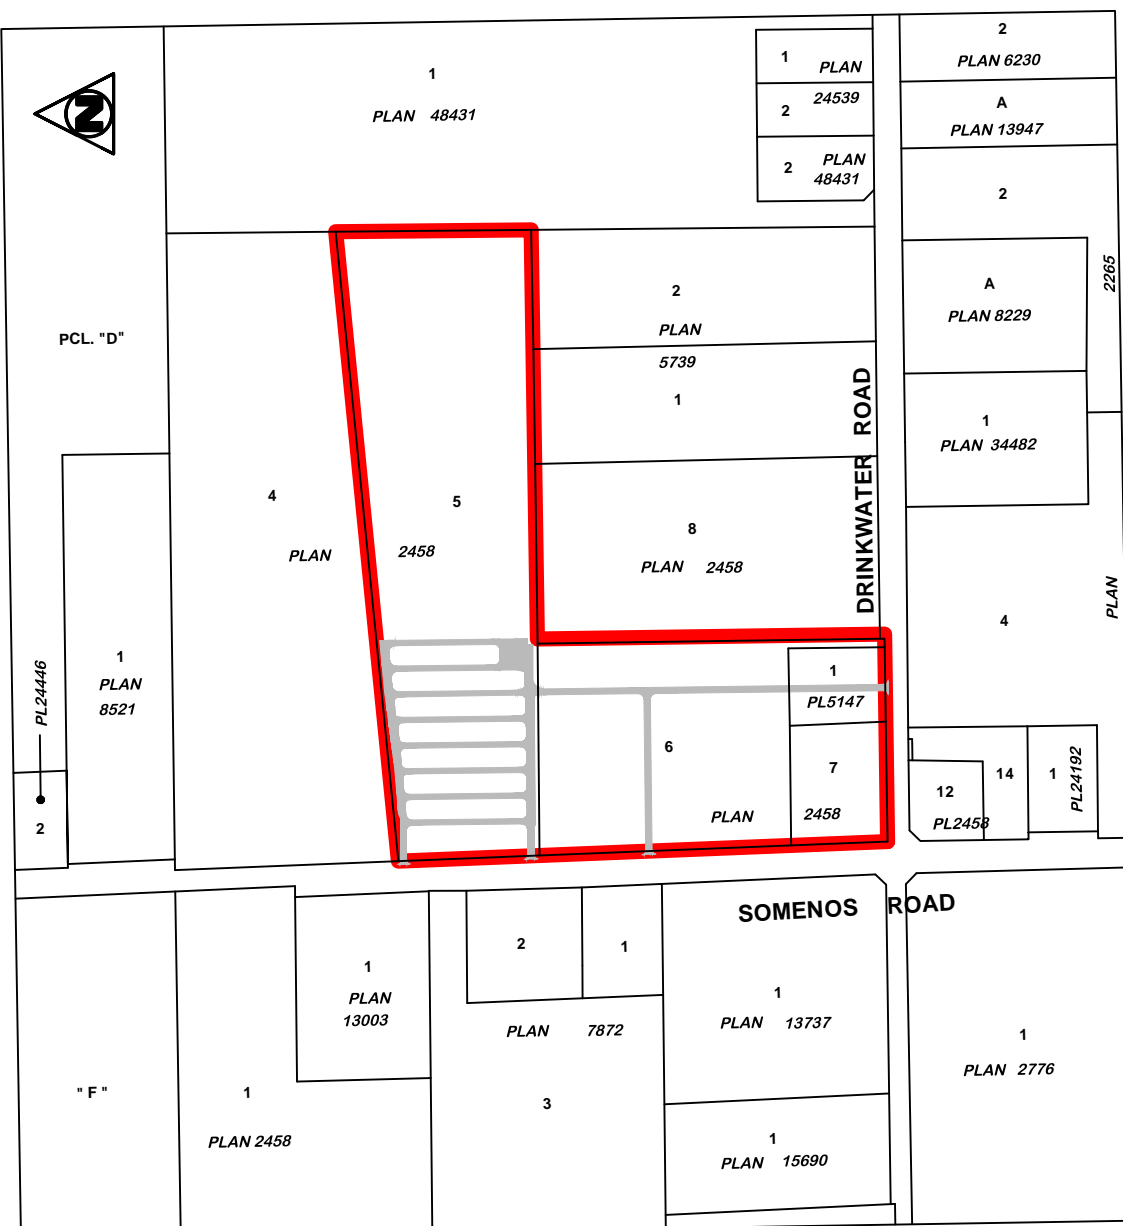 2
PLAN 6230
1
PLAN 48431
1
PLAN
24539
2
2
PLAN
48431
A
PLAN 13947
2
N
2265
A
PLAN 8229
2
PLAN
5739
1
PCL. "D"
DRINKWATER ROAD
1
PLAN 34482
4
5
PLAN 2458
8
PLAN 2458
PLAN
4
1
PLAN
8521
PL24446
2
1
PL5147
6
7
PLAN 2458
12
PL2458
14
1
PL24192
SOMENOS ROAD
2
1
1
PLAN
13003
PLAN 7872
3
1
PLAN 13737
1
PLAN 2776
" F "
1
PLAN 2458
1
PLAN 15690